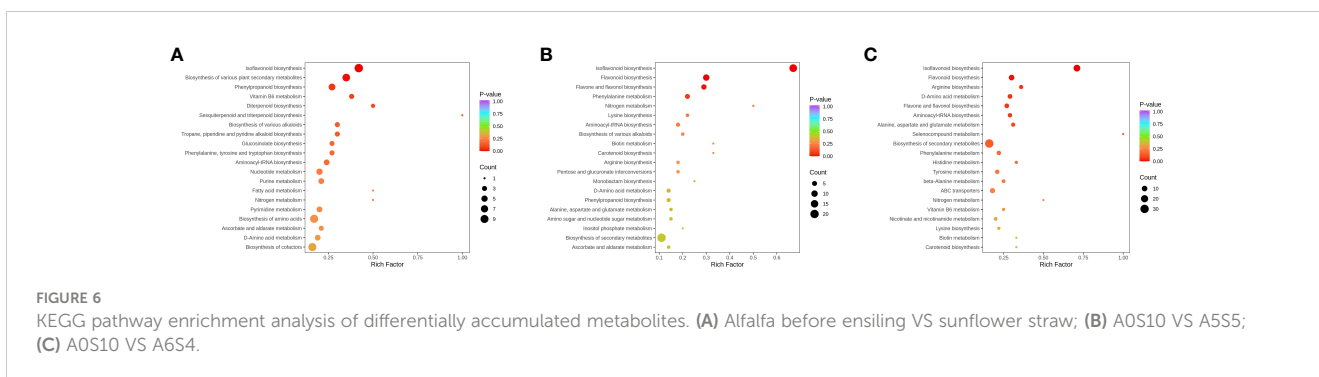 A
Isoflavonoid biosynthesis
Biosynthesis of various plant secondary metabolites
Phenylpropanoid biosynthesis
Vitamin B6 metabolism
Diterpenoid biosynthesis
Sesquiterpenoid and triterpenoid biosynthesis
Biosynthesis of various alkaloids
Tropane, piperidine and pyridine alkaloid biosynthesis
Glucosinolate biosynthesis
Phenylalanine, tyrosine and tryptophan biosynthesis
Aminoacyl-tRNA biosynthesis
Nucleotide metabolism
Purine metabolism
Fatty acid metabolism
Nitrogen metabolism
Pyrimidine metabolism
Biosynthesis of amino acids
Ascorbate and aldarate metabolism
D-Amino acid metabolism
Biosynthesis of cofactors
0.25 0.50 0.75 1.00
Rich Factor
P-value
1.00
0.75
0.50
0.25
0.00
Count
1
3
5
7
9
B
Isoflavonoid biosynthesis
Flavonoid biosynthesis
Flavone and flavonol biosynthesis
Phenylalanine metabolism
Nitrogen metabolism
Lysine biosynthesis
Aminoacyl-tRNA biosynthesis
Biosynthesis of various alkaloids
Biotin metabolism
Carotenoid biosynthesis
Arginine biosynthesis
Pentose and glucuronate interconversions
Monobactam biosynthesis
D-Amino acid metabolism
Phenylpropanoid biosynthesis
Alanine, aspartate and glutamate metabolism
Amino sugar and nucleotide sugar metabolism
Inositol phosphate metabolism
Biosynthesis of secondary metabolites
Ascorbate and aldarate metabolism
0.1 0.2 0.3 0.4 0.5 0.6
Rich Factor
P-value
1.00
0.75
0.50
0.25
0.00
Count
5
10
15
20
C
Isoflavonoid biosynthesis
Flavonoid biosynthesis
Arginine biosynthesis
D-Amino acid metabolism
Flavone and flavonol biosynthesis
Aminoacyl-tRNA biosynthesis
Alanine, aspartate and glutamate metabolism
Selenocompound metabolism
Biosynthesis of secondary metabolites
Phenylalanine metabolism
Histidine metabolism
Tyrosine metabolism
beta-Alanine metabolism
ABC transporters
Nitrogen metabolism
Vitamin B6 metabolism
Nicotinate and nicotinamide metabolism
Lysine biosynthesis
Biotin metabolism
Carotenoid biosynthesis
0.25 0.50 0.75 1.00
Rich Factor
P-value
1.00
0.75
0.50
0.25
0.00
Count
10
20
30
FIGURE 6
KEGG pathway enrichment analysis of differentially accumulated metabolites. (A) Alfalfa before ensiling VS sunflower straw; (B) A0S10 VS A5S5;
(C) A0S10 VS A6S4.